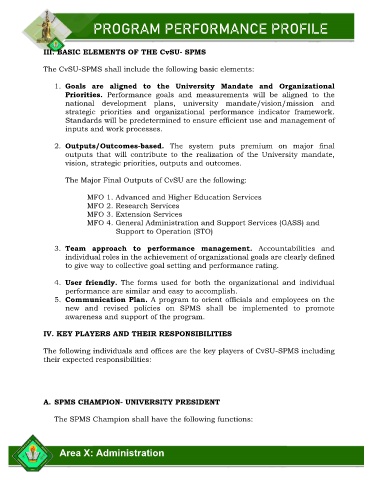 PROGRAM PERFORMANCE PROFILE
III. BASIC ELEMENTS OF THE CvSU- SPMS
The CvSU-SPMS shall include the following basic elements:
1. Goals are aligned to the University Mandate and Organizational
Priorities. Performance goals and measurements will be aligned to the
national development plans, university mandate/vision/mission and
strategic priorities and organizational performance indicator framework.
Standards will be predetermined to ensure efficient use and management of
inputs and work processes.
2. Outputs/Outcomes-based. The system puts premium on major final
outputs that will contribute to the realization of the University mandate,
vision, strategic priorities, outputs and outcomes.
The Major Final Outputs of CvSU are the following:
MFO 1. Advanced and Higher Education Services
MFO 2. Research Services
MFO 3. Extension Services
MFO 4. General Administration and Support Services (GASS) and
Support to Operation (STO)
3. Team approach to performance management. Accountabilities and
individual roles in the achievement of organizational goals are clearly defined
to give way to collective goal setting and performance rating.
4. User friendly. The forms used for both the organizational and individual
performance are similar and easy to accomplish.
5. Communication Plan. A program to orient officials and employees on the
new and revised policies on SPMS shall be implemented to promote
awareness and support of the program.
IV. KEY PLAYERS AND THEIR RESPONSIBILITIES
The following individuals and offices are the key players of CvSU-SPMS including
their expected responsibilities:
A. SPMS CHAMPION- UNIVERSITY PRESIDENT
The SPMS Champion shall have the following functions:
Area X: Administration